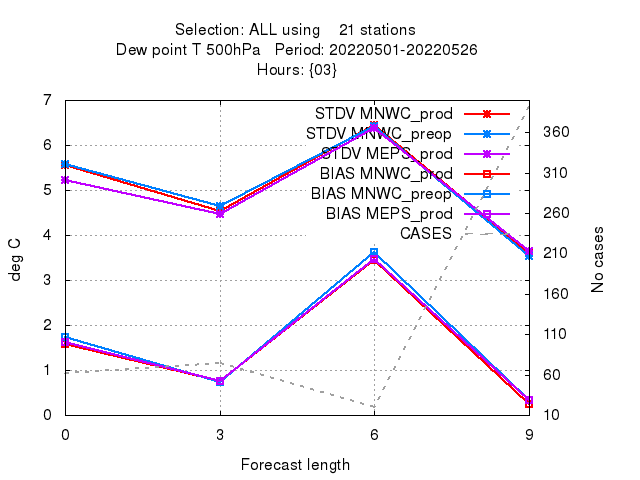 Selection: ALL using    21 stations
Dew point T 500hPa   Period: 20220501-20220526
Hours: {03}
7
6
5
4
3
2
1
0
deg C
STDV MNWC_prod
STDV MNWC_preop
STDV MEPS_prod
BIAS MNWC_prod
BIAS MNWC_preop
BIAS MEPS_prod
CASES
360
310
260
210
160
110
60
10
No cases
0 3 6 9
Forecast length